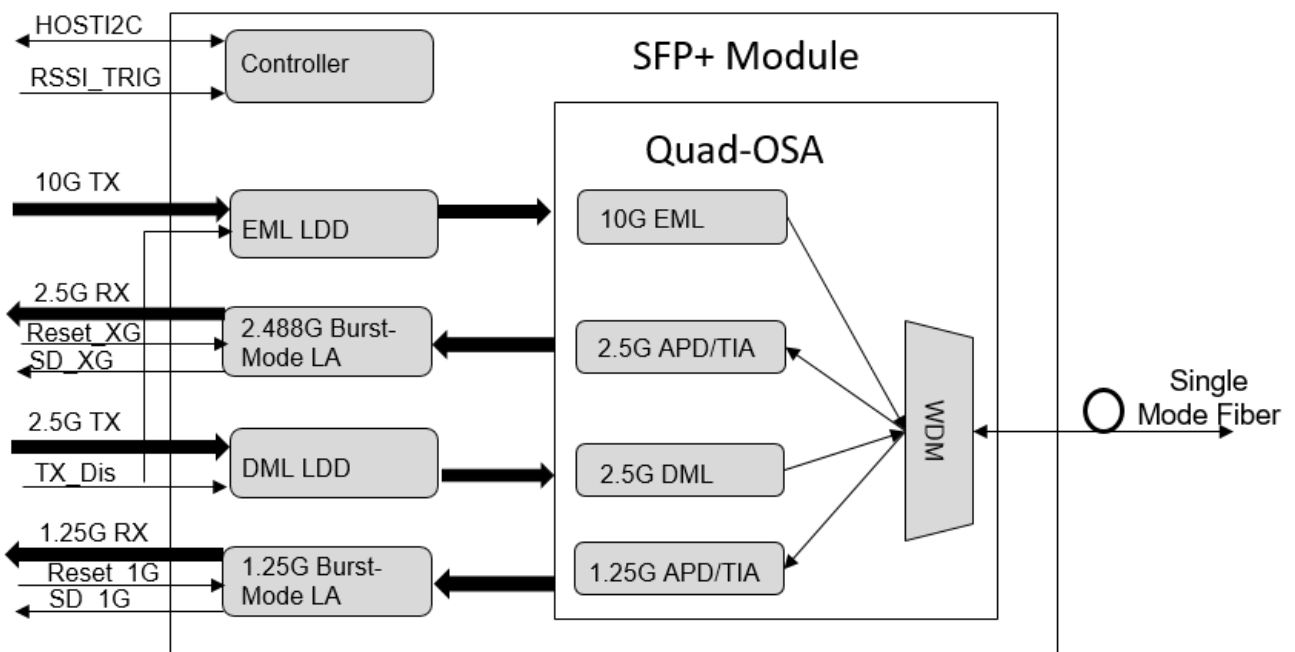 HOSTI2C
RSSI_TRIG
Controller
SFP+ Module
Quad-OSA
10G TX
EML LDD
10G EML
2.5G RX
Reset_XG
SD_XG
2.488G Burst-
Mode LA
2.5G APD/TIA
WDM
Single
Mode Fiber
2.5G TX
TX_Dis
DML LDD
2.5G DML
1.25G RX
Reset_1G
SD_1G
1.25G Burst-
Mode LA
1.25G APD/TIA